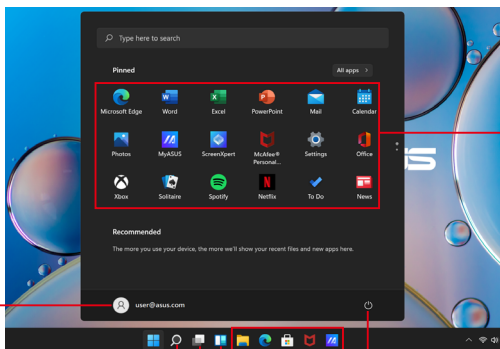 Type here to search
Pinned
All apps >
Microsoft Edge Word Excel PowerPoint Mail Calendar
Photos MyASUS ScreenXpert McAfee® Settings Office
Personal...
Xbox Solitaire Spotify Netflix To Do News
Recommended
The more you use your device, the more we'll show your recent files and new apps here.
user@asus.com